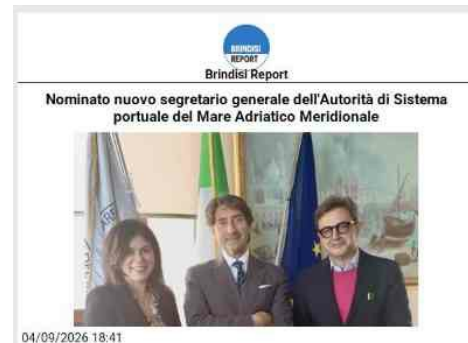 BRINDISI
REPORT
Brindisi Report
Nominato nuovo segretario generale dell'Autorità di Sistema
portuale del Mare Adriatico Meridionale
04/09/2026 18:41